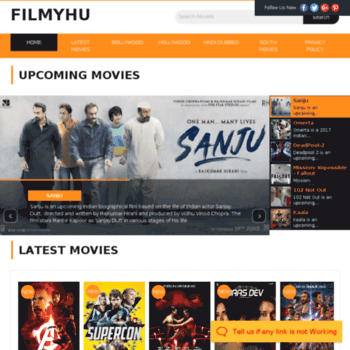 FILMYHU
Follow Us Now
Search Movies
search
HOME
LATEST MOVIES
BOLLYWOOD
HOLLYWOOD
HINDI DUBBED
SOUTH MOVIES
PRIVACY POLICY
UPCOMING MOVIES
ONE MAN... MANY LIVES
SANJU
RAJKUMAR HIRANI
SANJU
Sanju is an upcoming Indian biographical film based on the life of Indian actor Sanjay
Dutt, directed and written by Rajkumar Hirani and produced by Vidhu Vinod Chopra. The
film stars Ranbir Kapoor as Sanjay Dutt in various stages of his life.
Sanju
Sanju is an
upcoming...
Omerta
Omerta is a 2017
Indian...
DeadPool-2
Deadpool 2 is an
upcoming...
Mission: Impossible
- Fallout
Mission:
102 Not Out
102 Not Out is an
upcoming...
Kaala
Kaala is an
upcoming...
LATEST MOVIES
SUPERCON
Tell us if any link is not Working